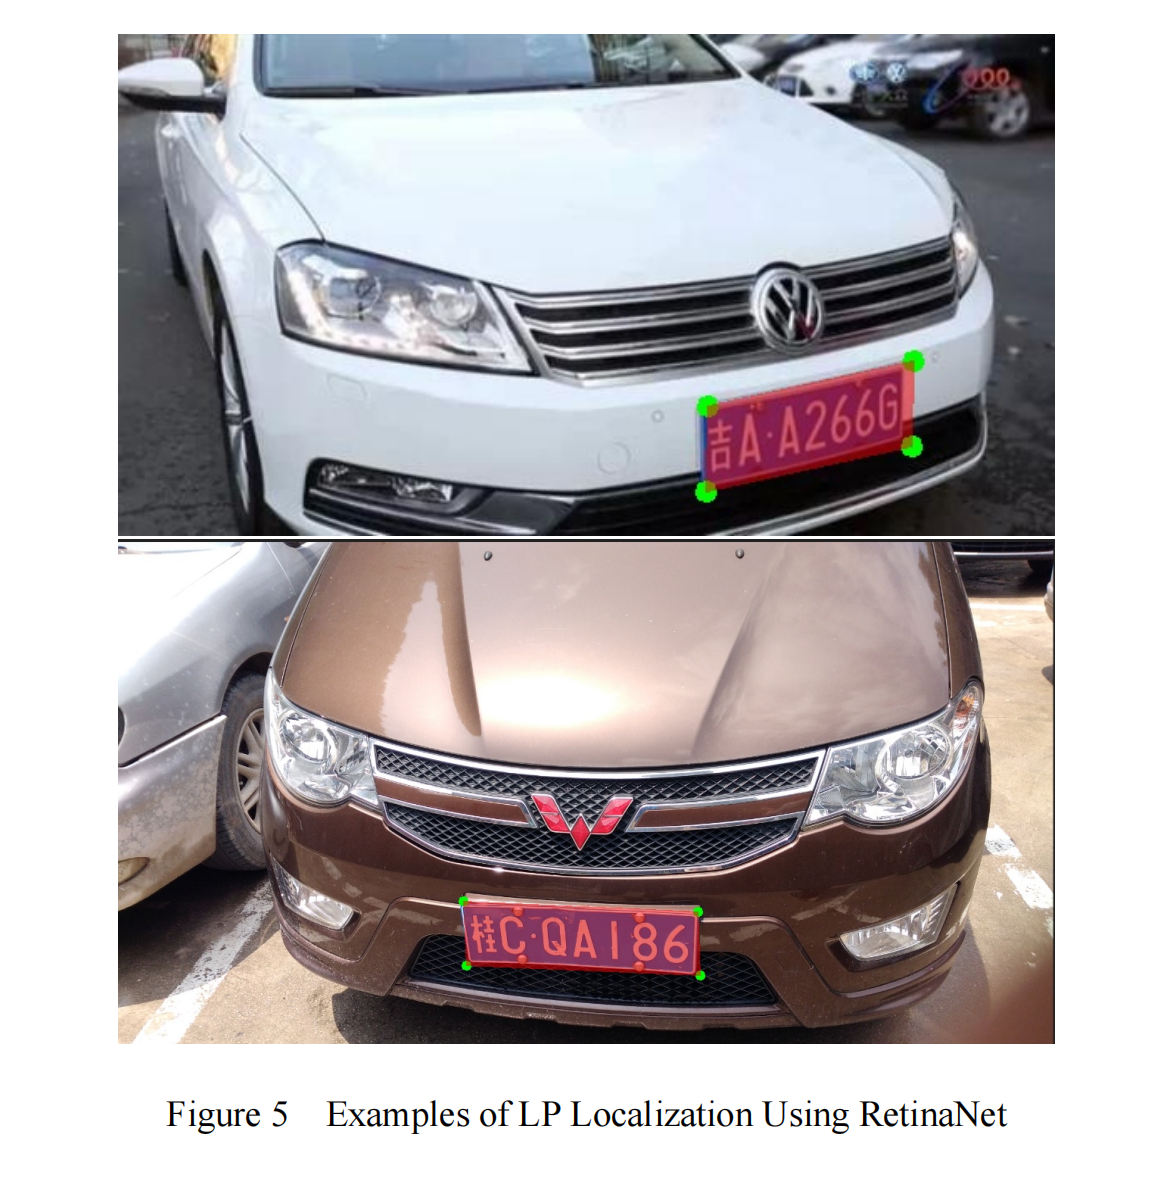 吉A·A266G
桂C·QA186
Figure 5 Examples of LP Localization Using RetinaNet